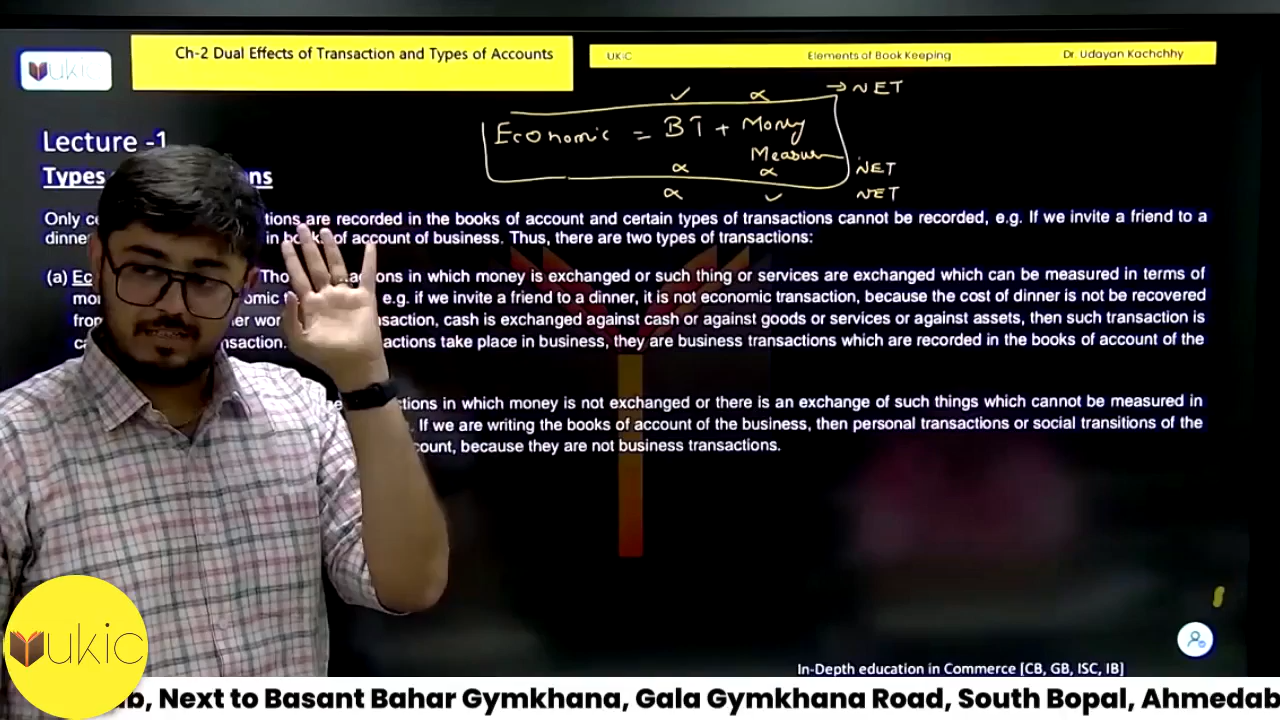 ukic
Ch-2 Dual Effects of Transaction and Types of Accounts
UKIC Elements of Book Keeping Dr. Udayan Kachchhy
→ NET
Economic = BT + Money
Measum
NET
NET
Lecture -1
Types
Only tions are recorded in the books of account and certain types of transactions cannot be recorded, e.g. If we invite a friend to a
dinne in books of account of business. Thus, there are two types of transactions:
(a) Ec Tho ac ons in which money is exchanged or such thing or services are exchanged which can be measured in terms of
mo omic e.g. if we invite a friend to a dinner, it is not economic transaction, because the cost of dinner is not be recovered
from er wor saction, cash is exchanged against cash or against goods or services or against assets, then such transaction is
ca nsaction. actions take place in business, they are business transactions which are recorded in the books of account of the
ctions in which money is not exchanged or there is an exchange of such things which cannot be measured in
. If we are writing the books of account of the business, then personal transactions or social transitions of the
count, because they are not business transactions.
ukic
In-Depth education in Commerce [CB, GB, ISC, IB]
ub, Next to Basant Bahar Gymkhana, Gala Gymkhana Road, South Bopal, Ahmedab